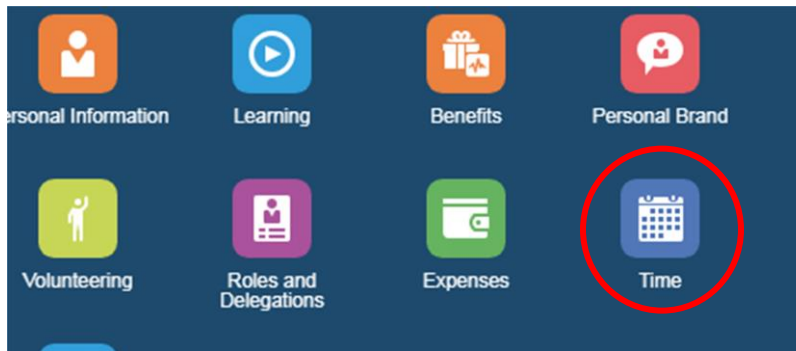 ersonal Information
Learning
Benefits
Personal Brand
Volunteering
Roles and
Delegations
Expenses
Time